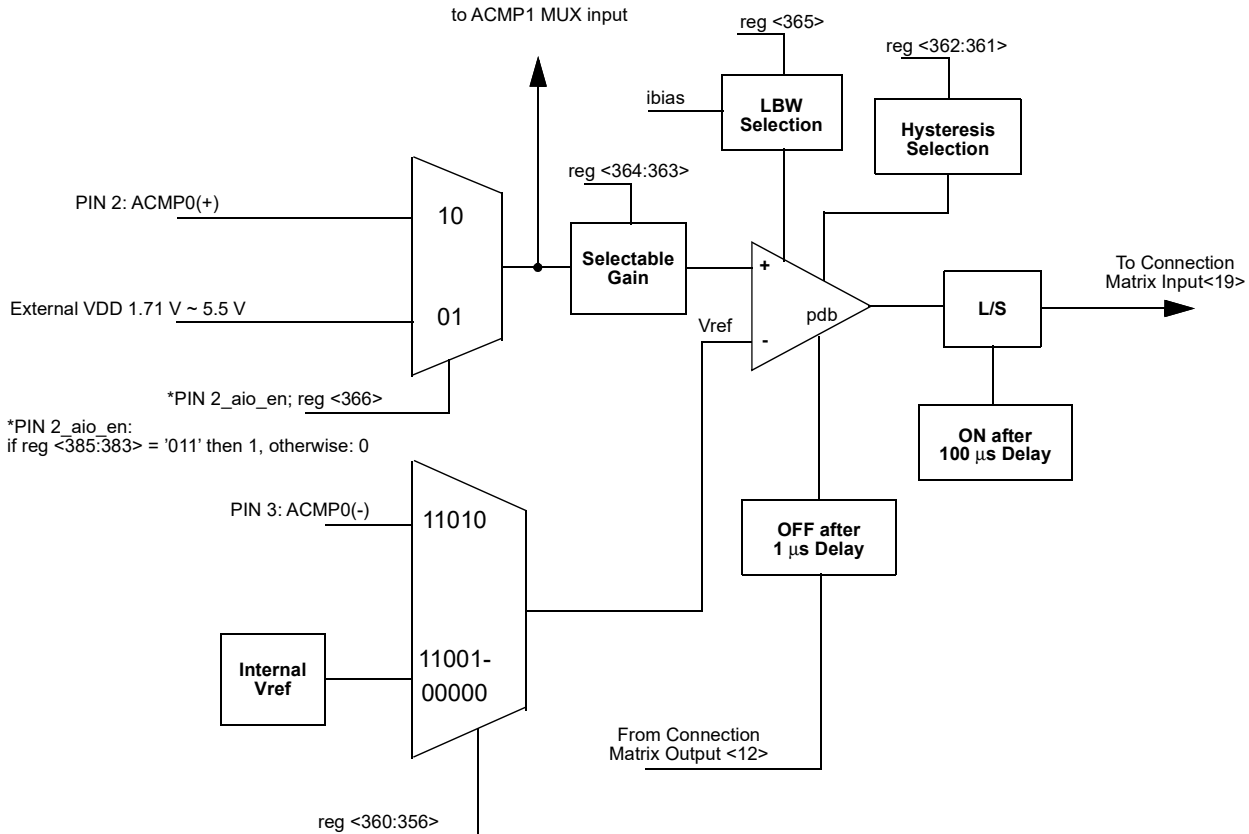 to ACMP1 MUX input
reg <365>
reg <362:361>
ibias
LBW
Selection
Hysteresis
Selection
reg <364:363>
PIN 2: ACMP0(+)
10
Selectable
Gain
+
To Connection
Matrix Input<19>
External VDD 1.71 V ~ 5.5 V
01
Vref
pdb
-
L/S
*PIN 2_aio_en; reg <366>
*PIN 2_aio_en:
if reg <385:383> = '011' then 1, otherwise: 0
ON after
100 μs Delay
PIN 3: ACMP0(-)
11010
OFF after
1 μs Delay
Internal
Vref
11001-
00000
From Connection
Matrix Output <12>
reg <360:356>